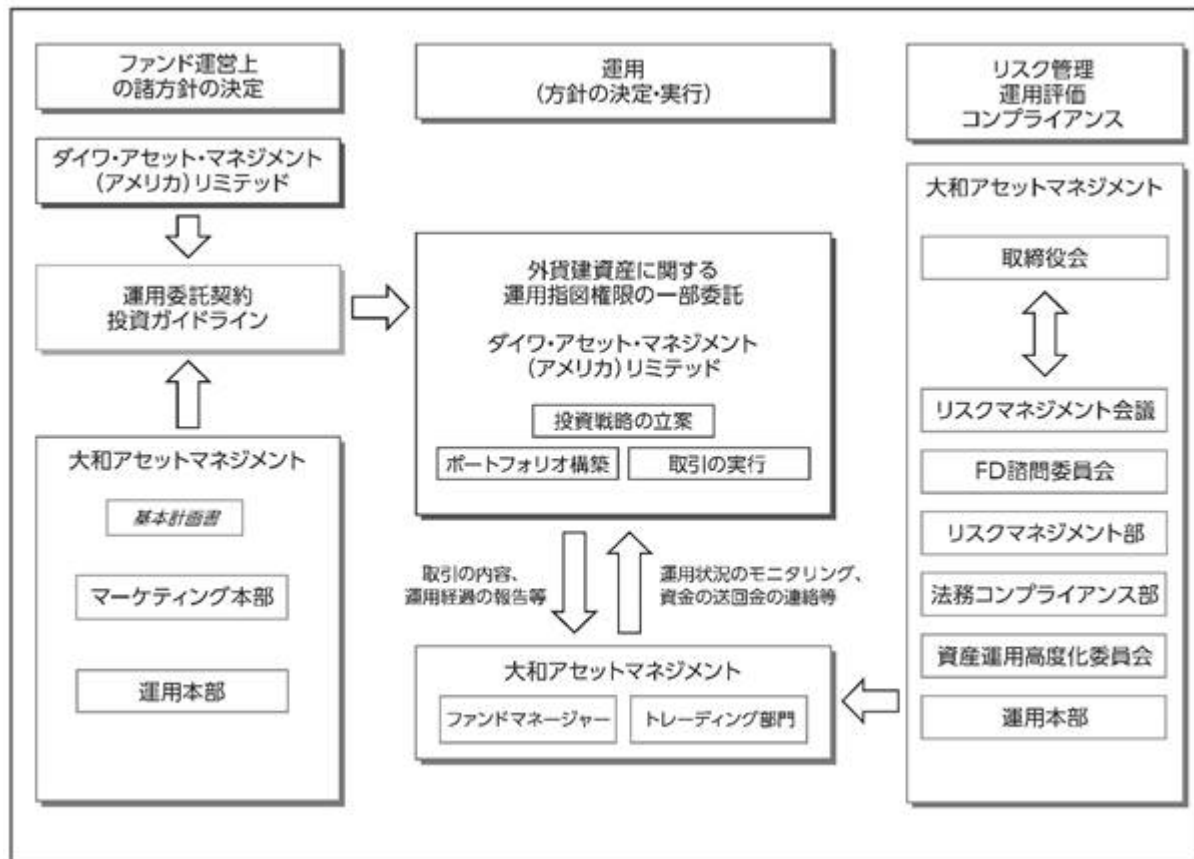 ファンド運営上
の諸方針の決定
ダイワ・アセット・マネジメント
（アメリカ）リミテッド
運用委託契約
投資ガイドライン
大和アセットマネジメント
基本計画書
マーケティング本部
運用本部
運用
（方針の決定・実行）
外貨建資産に関する
運用指図権限の一部委託
ダイワ・アセット・マネジメント
（アメリカ）リミテッド
投資戦略の立案
ポートフォリオ構築
取引の実行
取引の内容、
運用経過の報告等
運用状況のモニタリング、
資金の送回金の連絡等
大和アセットマネジメント
ファンドマネージャー
トレーディング部門
リスク管理
運用評価
コンプライアンス
大和アセットマネジメント
取締役会
リスクマネジメント会議
FD諮問委員会
リスクマネジメント部
法務コンプライアンス部
資産運用高度化委員会
運用本部